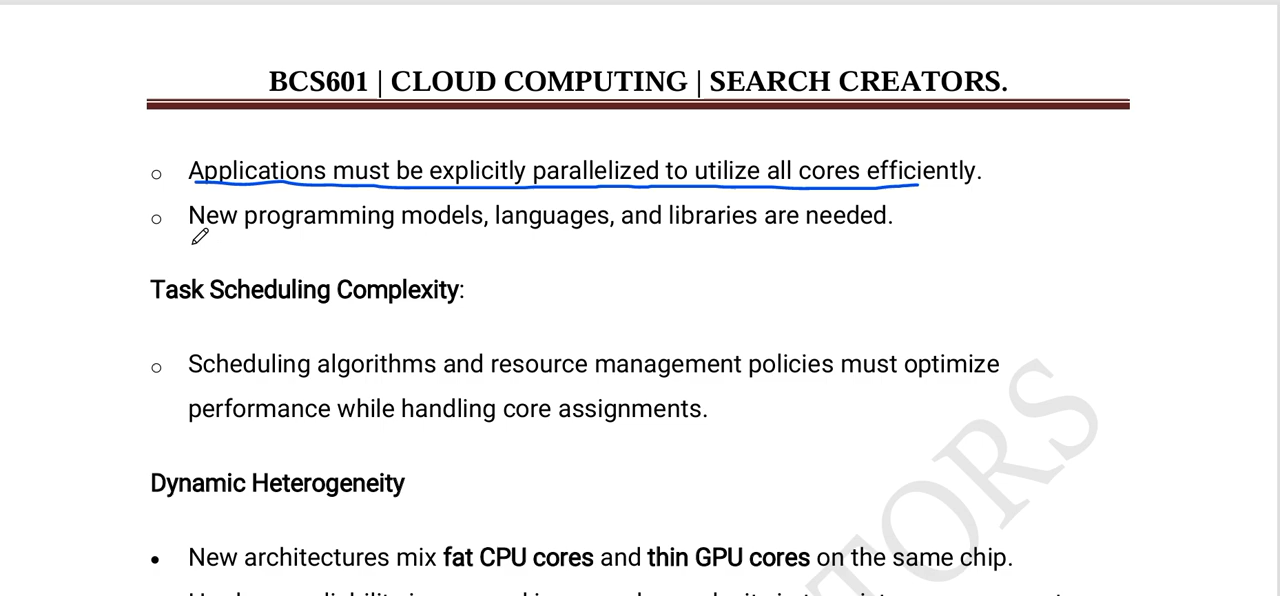 BCS601 | CLOUD COMPUTING | SEARCH CREATORS.
○ Applications must be explicitly parallelized to utilize all cores efficiently.
○ New programming models, languages, and libraries are needed.
Task Scheduling Complexity:
○ Scheduling algorithms and resource management policies must optimize
performance while handling core assignments.
Dynamic Heterogeneity
• New architectures mix fat CPU cores and thin GPU cores on the same chip.
TORS